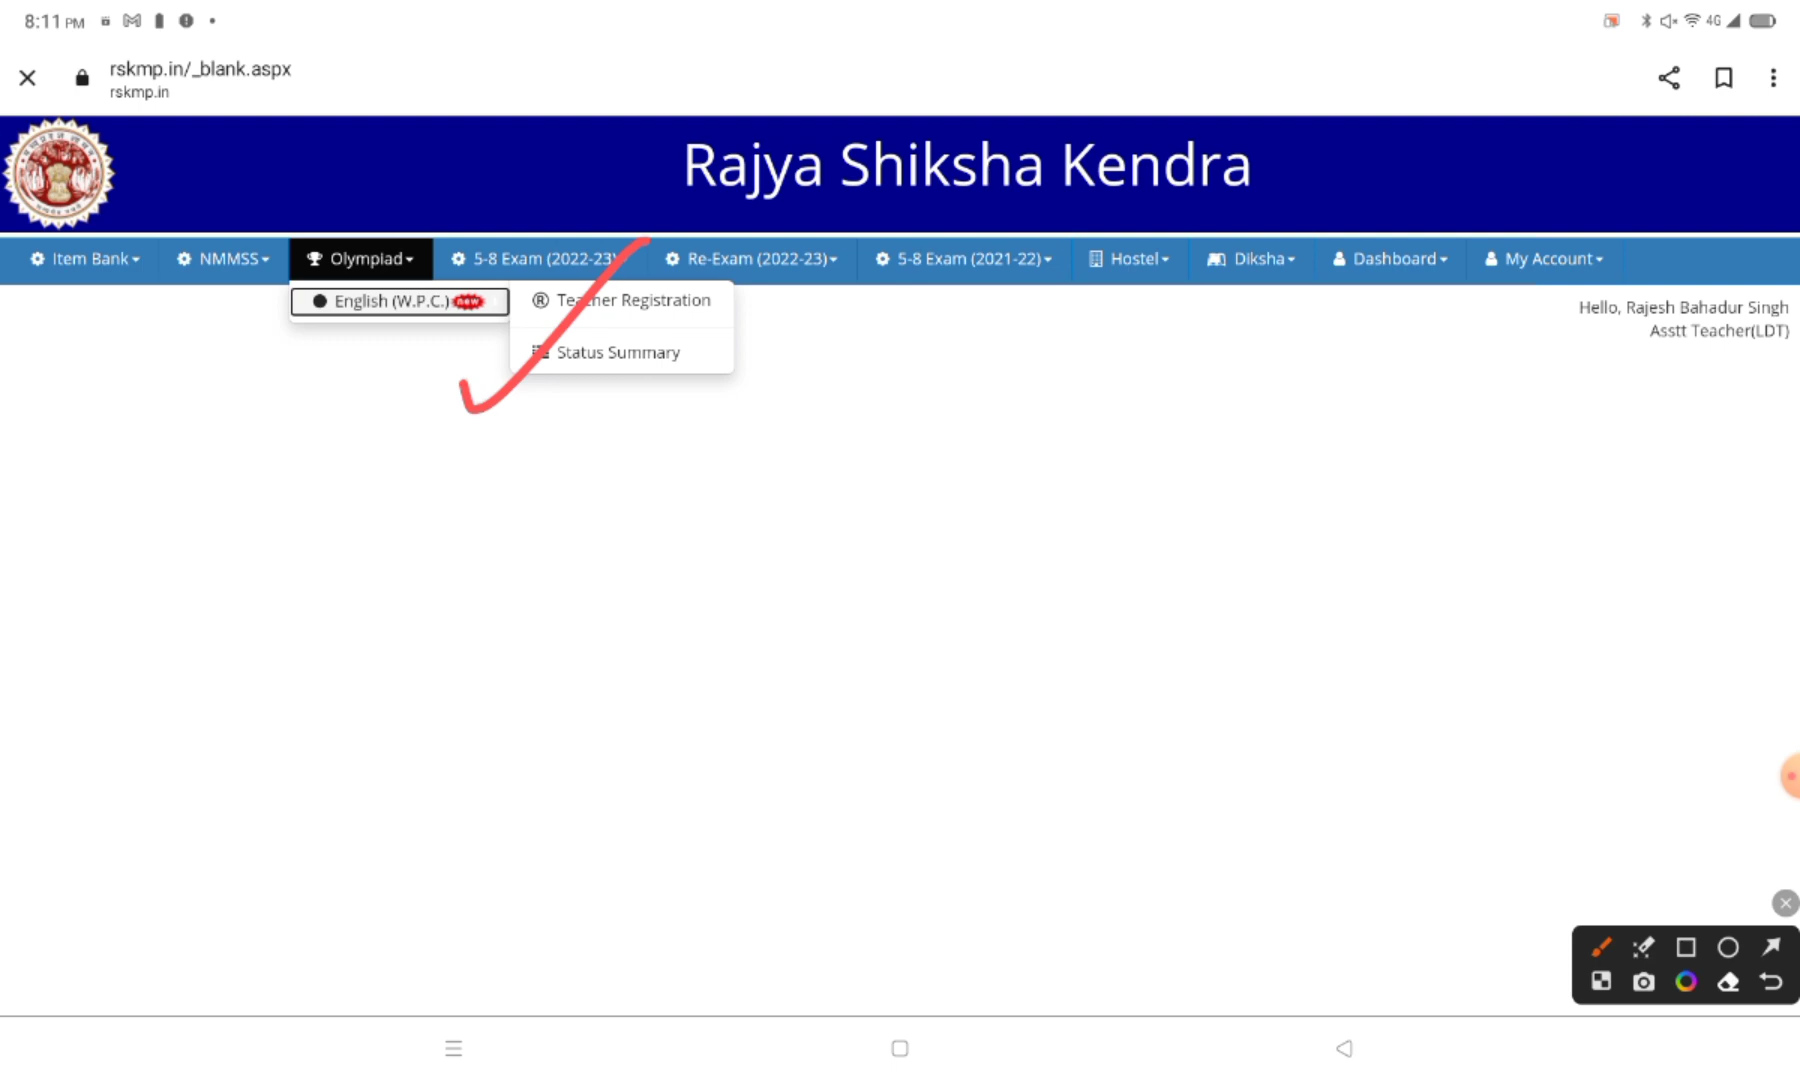 8:11 PM
4G
rskmp.in/_blank.aspx
rskmp.in
Rajya Shiksha Kendra
Item Bank NMMSS Olympiad 5-8 Exam (2022-23) Re-Exam (2022-23) 5-8 Exam (2021-22) Hostel Diksha Dashboard My Account
English (W.P.C.) new
Teacher Registration
Status Summary
Hello, Rajesh Bahadur Singh
Asstt Teacher(LDT)